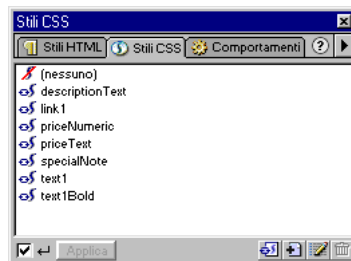 Stili CSS
Stili HTML Stili CSS Comportamenti ?
(nessuno)
descriptionText
link1
priceNumeric
priceText
specialNote
text1
text1Bold
Applica